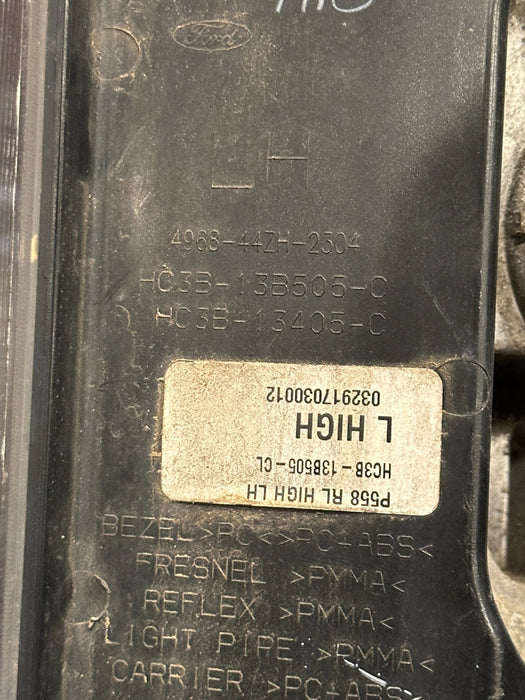 Ford
LH
4968-44ZH-2304
HC3B-13B505-C
HC3B-13405-C
P558 RL HIGH LH
HC3B-13B505-CL
L HIGH
032917030012
BEZEL >PC< >PC+ABS<
FRESNEL >PMMA<
REFLEX >PMMA<
LIGHT PIPE >PMMA<
CARRIER >PC+ABS